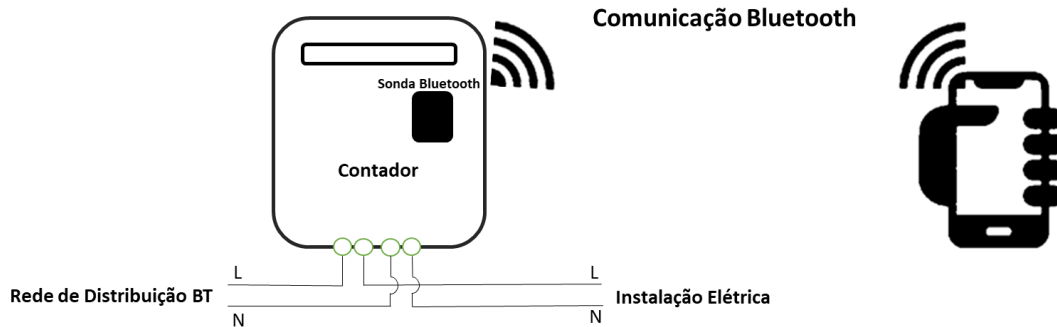 Comunicação Bluetooth
Sonda Bluetooth
Contador
L
L
Rede de Distribuição BT
Instalação Elétrica
N
N